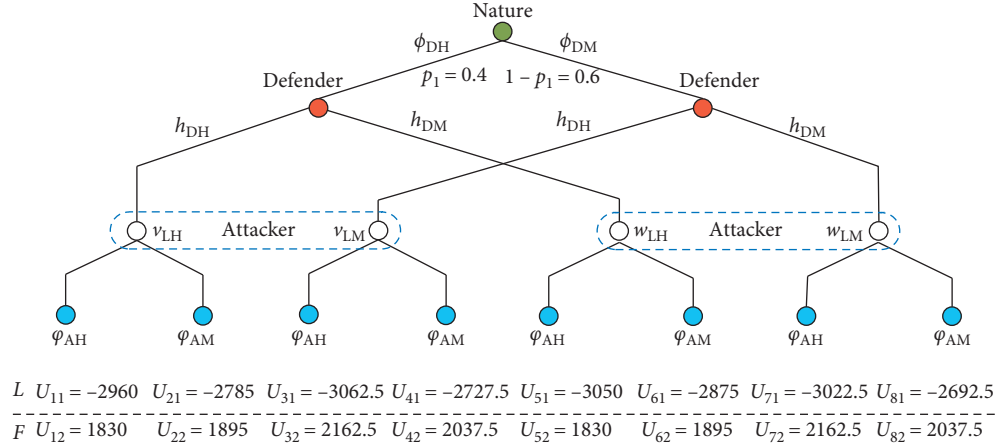 Nature
ϕDH ϕDM
Defender p1 = 0.4 1 – p1 = 0.6 Defender
hDH hDM hDH hDM
νLH Attacker νLM wLH Attacker wLM
φAH φAM φAH φAM φAH φAM φAH φAM
L U11 = –2960 U21 = –2785 U31 = –3062.5 U41 = –2727.5 U51 = –3050 U61 = –2875 U71 = –3022.5 U81 = –2692.5
F U12 = 1830 U22 = 1895 U32 = 2162.5 U42 = 2037.5 U52 = 1830 U62 = 1895 U72 = 2162.5 U82 = 2037.5